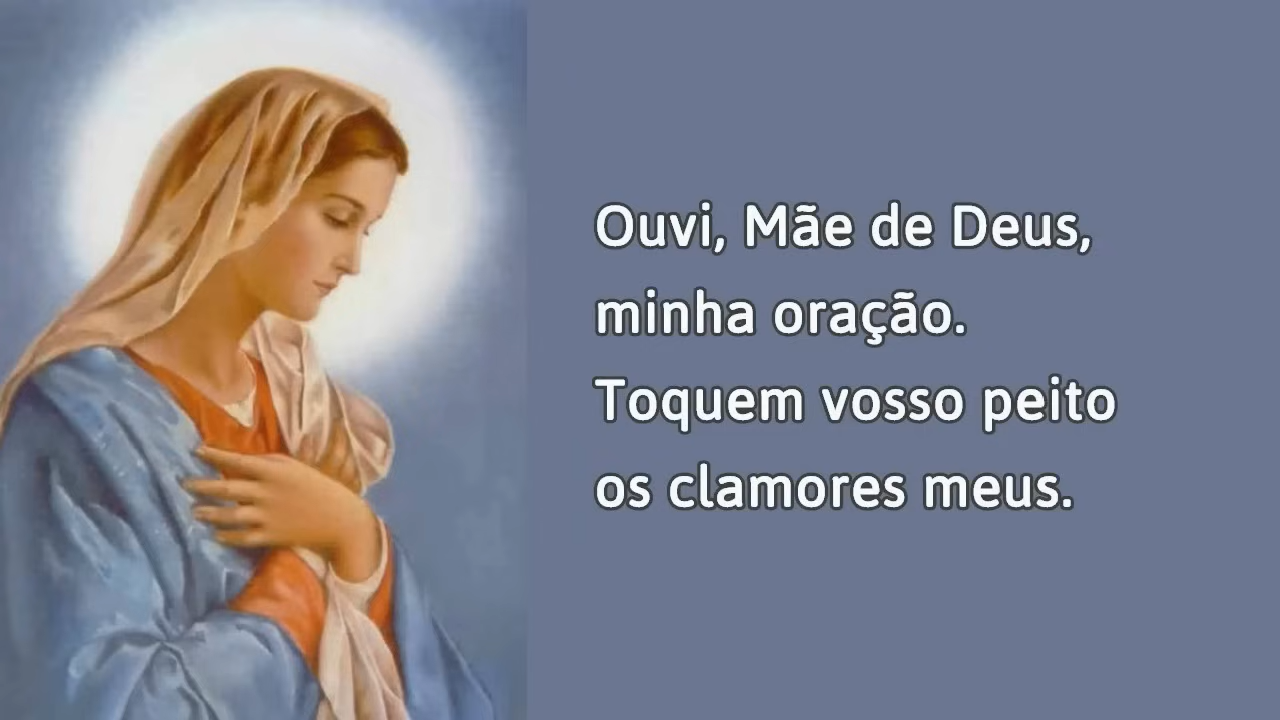 Ouvi, Mãe de Deus,
minha oração.
Toquem vosso peito
os clamores meus.